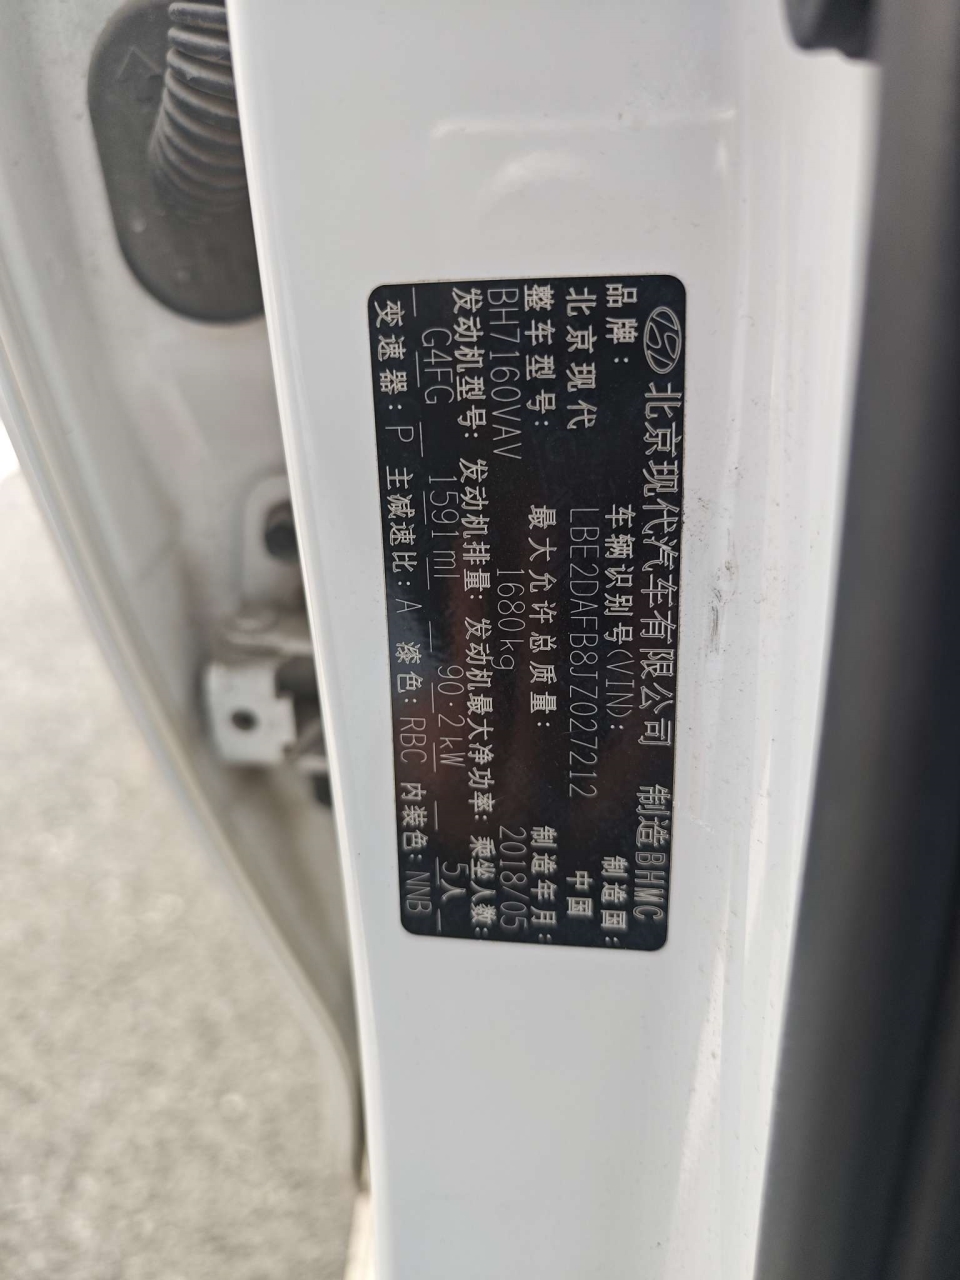 北京现代汽车有限公司 制造 BHMC
品牌: 车辆识别号(VIN): 制造国:
北京现代 LBE2DAFB8JZ027212 中国
整车型号: 最大允许总质量: 制造年月:
BH7160VAV 1680kg 2018/05
发动机型号: 发动机排量: 发动机最大净功率: 乘坐人数:
G4FG 1591ml 90·2kW 5人
变速器: P 主减速比: A 漆色: RBC 内装色: NNB